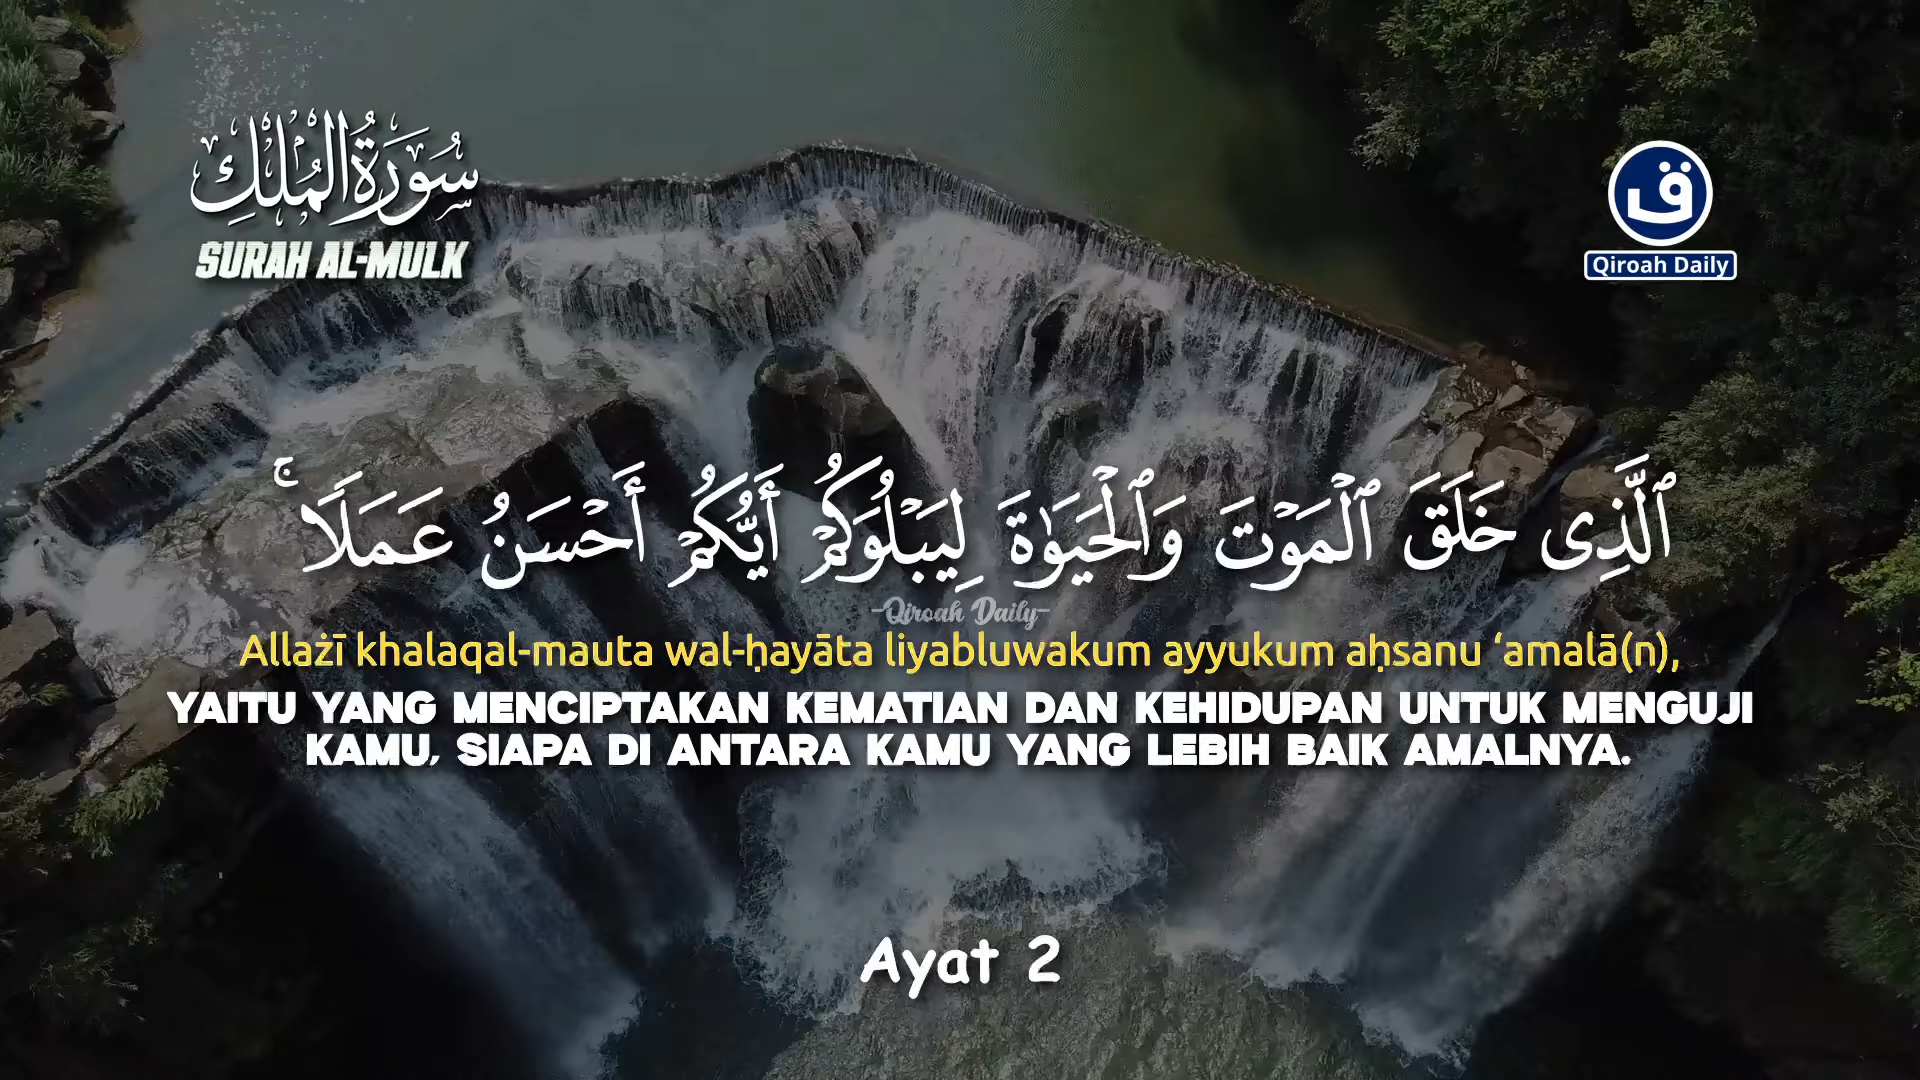 سُورَةُ الْمُلْكِ
SURAH AL-MULK
ق
Qiroah Daily
ٱلَّذِى خَلَقَ ٱلْمَوْتَ وَٱلْحَيَوٰةَ لِيَبْلُوَكُمْ أَيُّكُمْ أَحْسَنُ عَمَلًا ۚ
-Qiroah Daily-
Allażī khalaqal-mauta wal-ḥayāta liyabluwakum ayyukum aḥsanu ‘amalā(n),
YAITU YANG MENCIPTAKAN KEMATIAN DAN KEHIDUPAN UNTUK MENGUJI
KAMU, SIAPA DI ANTARA KAMU YANG LEBIH BAIK AMALNYA.
Ayat 2